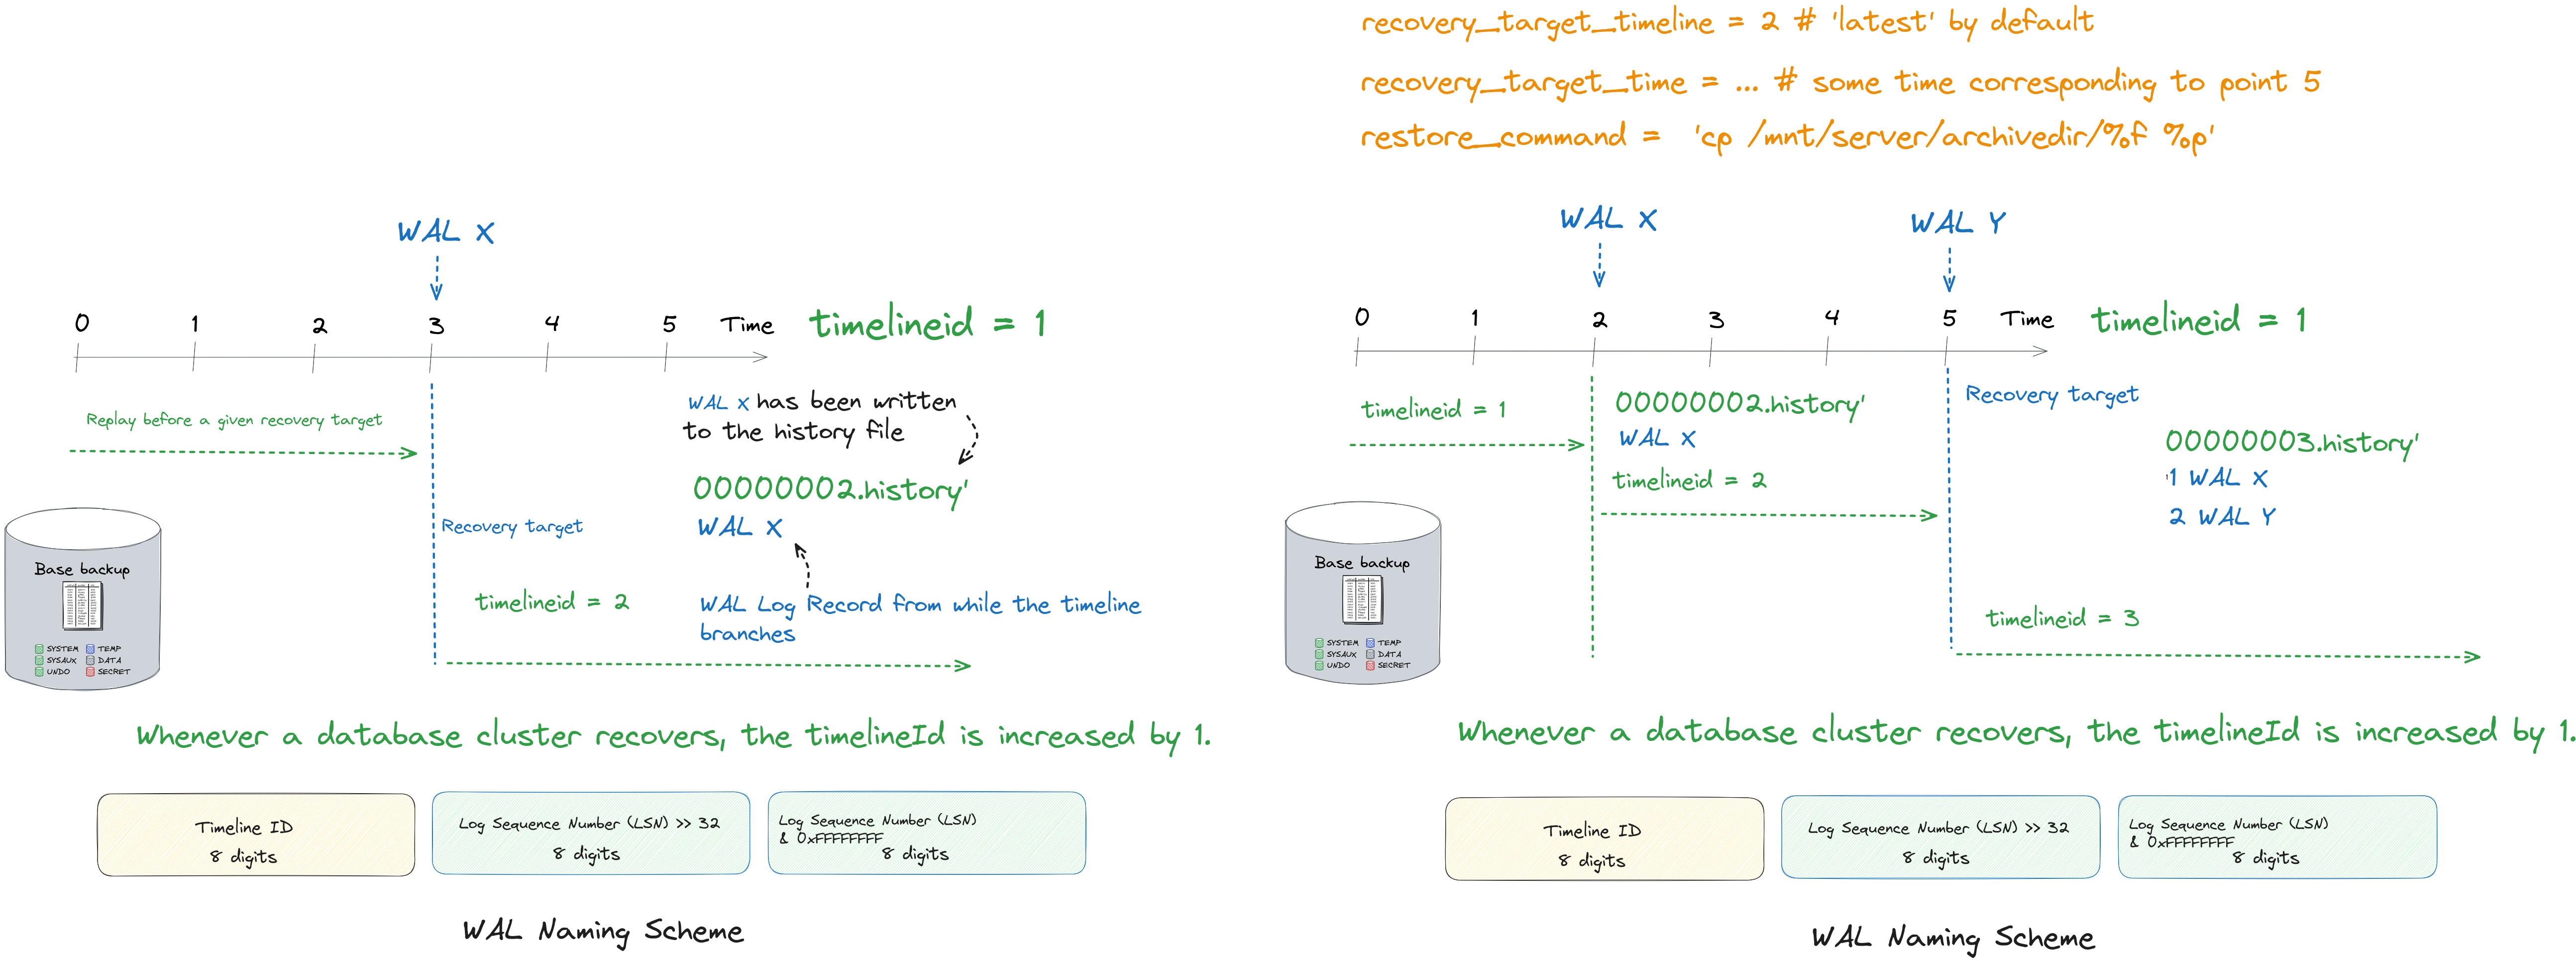 recovery_target_timeline = 2 # 'latest' by default
recovery_target_time = ... # some time corresponding to point 5
restore_command = 'cp /mnt/server/archivedir/%f %p'
WAL X
0 1 2 3 4 5 Time timelineid = 1
Replay before a given recovery target
WAL X has been written
to the history file
00000002.history'
WAL X
Recovery target
Base backup
SYSTEM TEMP
SYSAUX DATA
UNDO SECRET
timelineid = 2
WAL Log Record from while the timeline
branches
Whenever a database cluster recovers, the timelineId is increased by 1.
Timeline ID
8 digits
Log Sequence Number (LSN) >> 32
8 digits
Log Sequence Number (LSN)
& 0xFFFFFFFF
8 digits
WAL Naming Scheme
WAL X
WAL Y
0 1 2 3 4 5 Time timelineid = 1
timelineid = 1
00000002.history'
WAL X
timelineid = 2
Recovery target
00000003.history'
'1 WAL X
2 WAL Y
Base backup
SYSTEM TEMP
SYSAUX DATA
UNDO SECRET
timelineid = 3
Whenever a database cluster recovers, the timelineId is increased by 1.
Timeline ID
8 digits
Log Sequence Number (LSN) >> 32
8 digits
Log Sequence Number (LSN)
& 0xFFFFFFFF
8 digits
WAL Naming Scheme